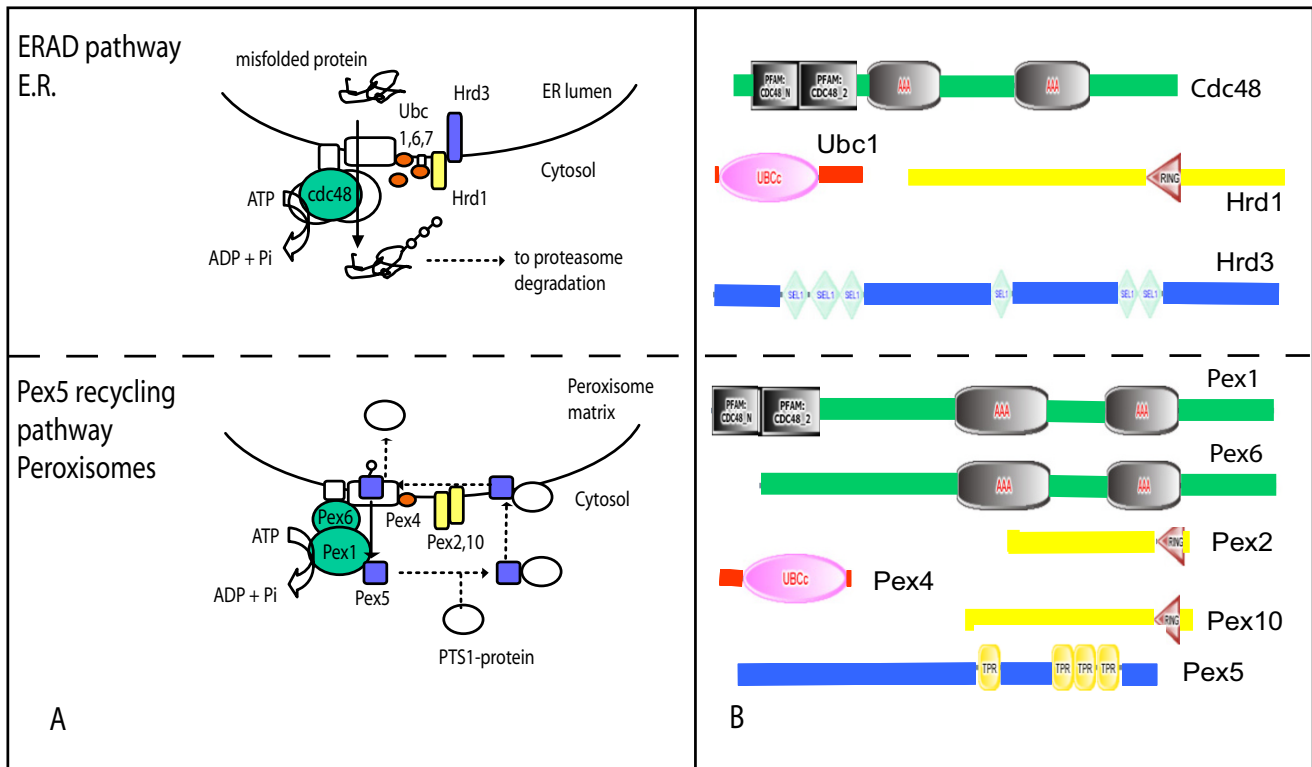 ERAD pathway
E.R.
misfolded protein
Ubc
1,6,7
Hrd3
ER lumen
Cytosol
Hrd1
cdc48
ATP
ADP + Pi
to proteasome
degradation
PFAM:
CDC48_N
PFAM:
CDC48_2
AAA
AAA
Cdc48
Ubc1
UBCc
RING
Hrd1
Hrd3
SEL1
SEL1
SEL1
SEL1
SEL1
SEL1
Pex5 recycling
pathway
Peroxisomes
Peroxisome
matrix
Cytosol
Pex6
Pex4
Pex2,10
ATP
Pex1
ADP + Pi
Pex5
PTS1-protein
A
PFAM:
CDC48_N
PFAM:
CDC48_2
AAA
AAA
Pex1
Pex6
AAA
AAA
RING
Pex2
UBCc
Pex4
RING
Pex10
TPR
TPR
TPR
TPR
Pex5
B